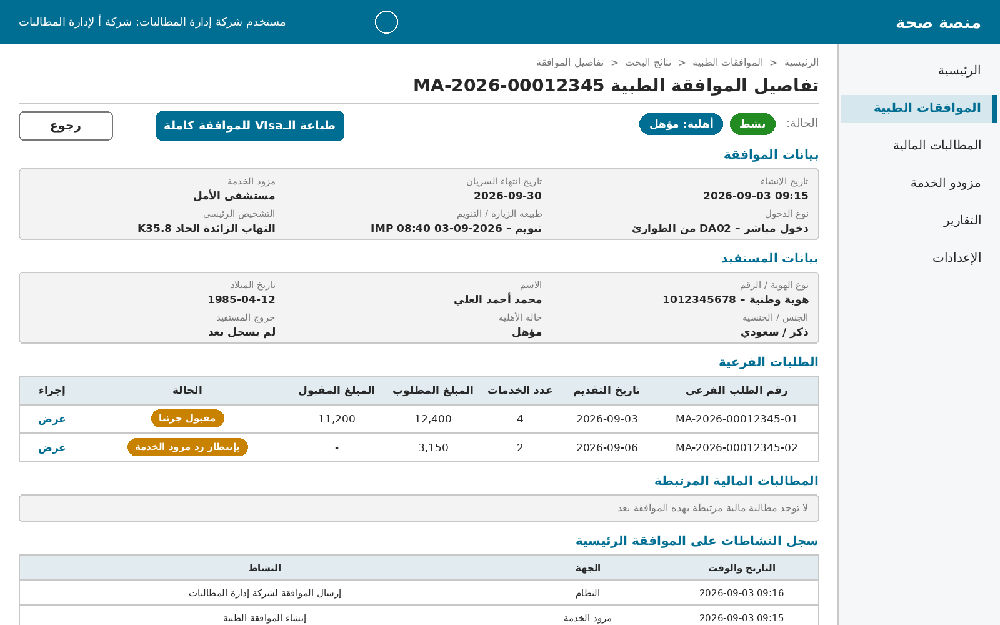 منصة صحة
مستخدم شركة إدارة المطالبات: شركة أ لإدارة المطالبات
الرئيسية
الموافقات الطبية
المطالبات المالية
مزودو الخدمة
التقارير
الإعدادات
الرئيسية > الموافقات الطبية > نتائج البحث > تفاصيل الموافقة
تفاصيل الموافقة الطبية MA-2026-00012345
الحالة: نشط أهلية: مؤهل طباعة الـVisa للموافقة كاملة رجوع
بيانات الموافقة
تاريخ الإنشاء تاريخ انتهاء السريان مزود الخدمة
2026-09-03 09:15 2026-09-30 مستشفى الأمل
نوع الدخول طبيعة الزيارة / التنويم التشخيص الرئيسي
دخول مباشر – DA02 من الطوارئ تنويم – IMP 08:40 03-09-2026 التهاب الزائدة الحاد K35.8
بيانات المستفيد
نوع الهوية / الرقم الاسم تاريخ الميلاد
هوية وطنية – 1012345678 محمد أحمد العلي 1985-04-12
الجنس / الجنسية حالة الأهلية خروج المستفيد
ذكر / سعودي مؤهل لم يسجل بعد
الطلبات الفرعية
رقم الطلب الفرعي تاريخ التقديم عدد الخدمات المبلغ المطلوب المبلغ المقبول الحالة إجراء
MA-2026-00012345-01 2026-09-03 4 12,400 11,200 مقبول جزئيا عرض
MA-2026-00012345-02 2026-09-06 2 3,150 - بإنتظار رد مزود الخدمة عرض
المطالبات المالية المرتبطة
لا توجد مطالبة مالية مرتبطة بهذه الموافقة بعد
سجل النشاطات على الموافقة الرئيسية
التاريخ والوقت الجهة النشاط
2026-09-03 09:16 النظام إرسال الموافقة لشركة إدارة المطالبات
2026-09-03 09:15 مزود الخدمة إنشاء الموافقة الطبية